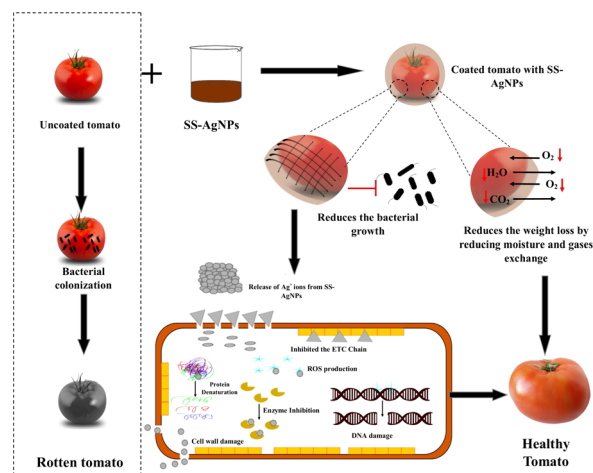 Uncoated tomato
Bacterial
colonization
Rotten tomato
+
SS-AgNPs
Coated tomato with SS-
AgNPs
Reduces the bacterial
growth
O2
H2O
O2
CO2
Reduces the weight loss by
reducing moisture and gases
exchange
Release of Ag+ ions from SS-
AgNPs
Inhibited the ETC Chain
ROS production
Protein
Denaturation
Enzyme Inhibition
Cell wall damage
DNA damage
Healthy
Tomato